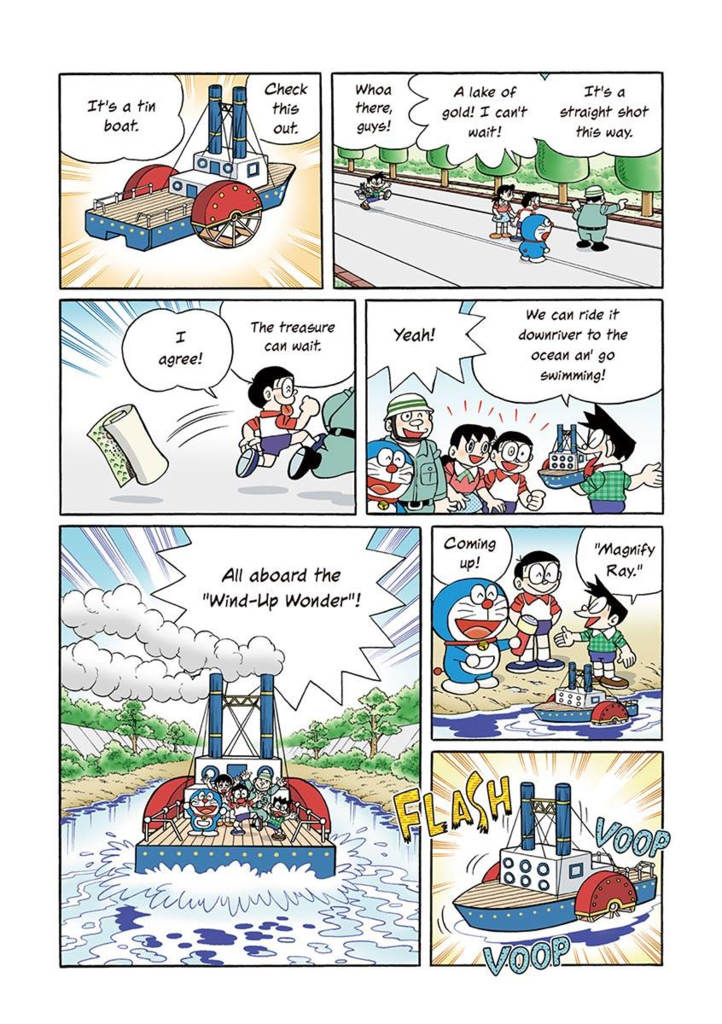 It's a
straight shot
this way.
A lake of
gold! I can't
wait!
Whoa
there,
guys!
Check
this
out.
It's a tin
boat.
We can ride it
downriver to the
ocean an' go
swimming!
Yeah!
The treasure
can wait.
I
agree!
"Magnify
Ray."
Coming
up!
FLASH
VOOP
VOOP
All aboard the
"Wind-Up Wonder"!